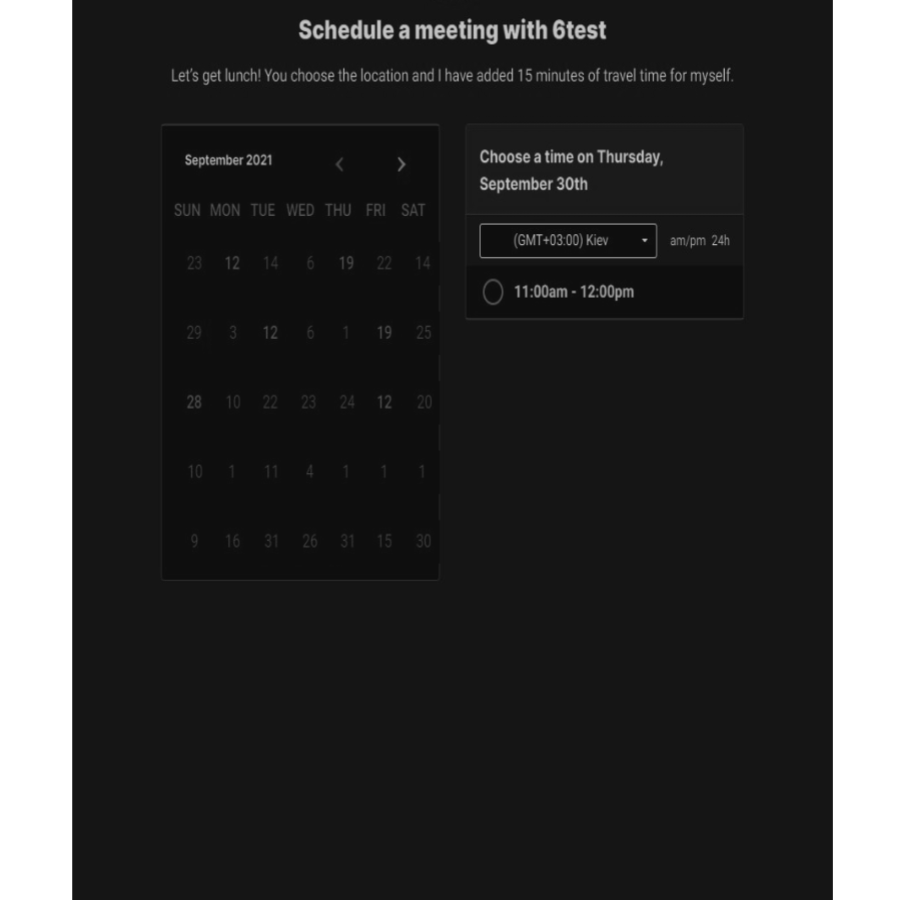 Schedule a meeting with 6test
Let's get lunch! You choose the location and I have added 15 minutes of travel time for myself.
September 2021
SUN MON TUE WED THU FRI SAT
23 12 14 6 19 22 14
29 3 12 6 1 19 25
28 10 22 23 24 12 20
10 1 11 4 1 1 1
9 16 31 26 31 15 30
Choose a time on Thursday,
September 30th
(GMT+03:00) Kiev am/pm 24h
11:00am - 12:00pm